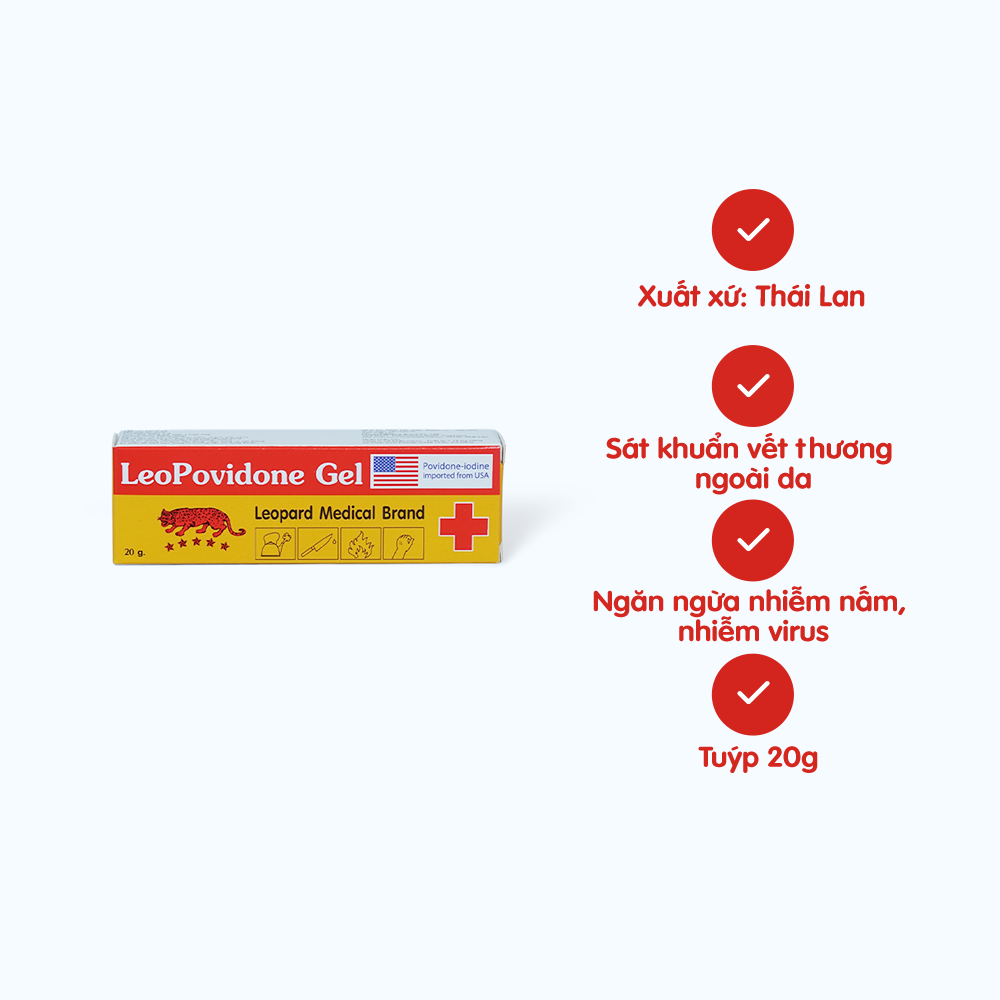 LeoPovidone Gel
Povidone-iodine
imported from USA
Leopard Medical Brand
20 g.
Xuất xứ: Thái Lan
Sát khuẩn vết thương
ngoài da
Ngăn ngừa nhiễm nấm,
nhiễm virus
Tuýp 20g